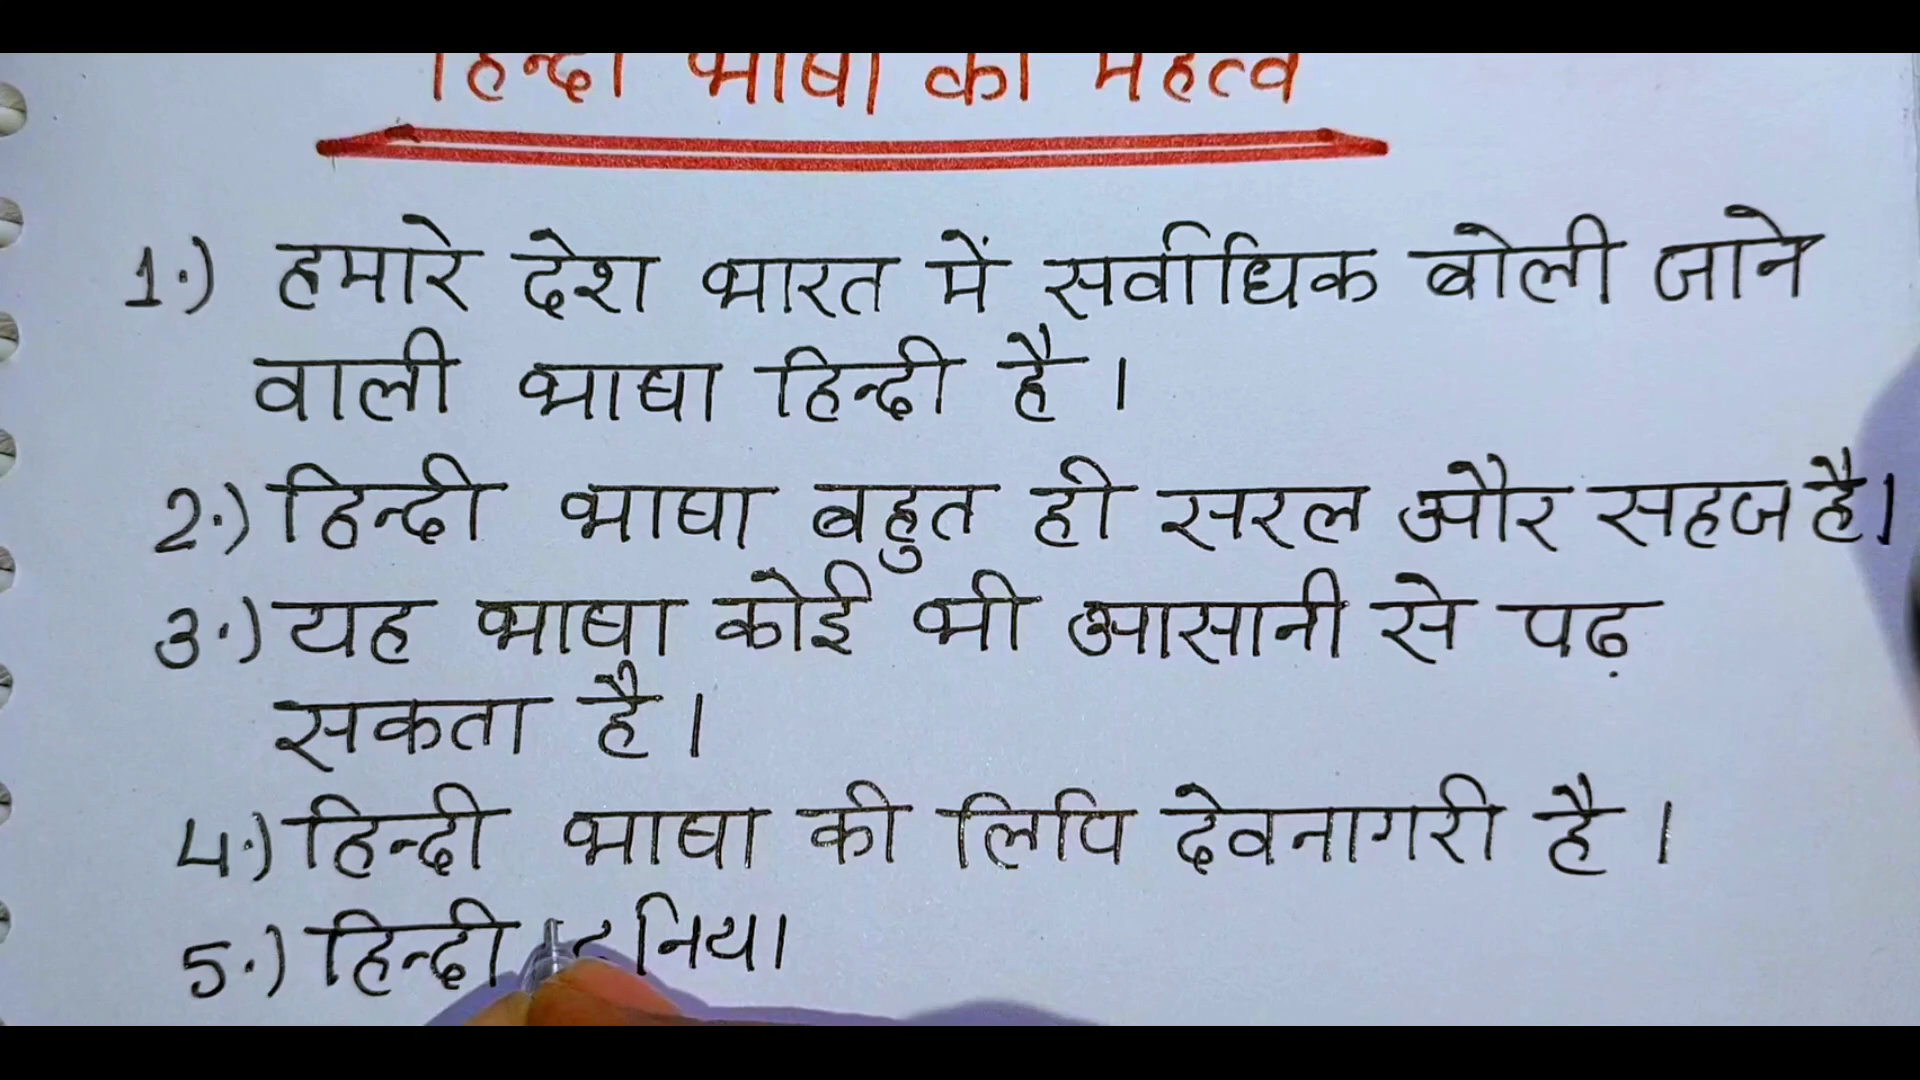 हिन्दी भाषा का महत्व
1.) हमारे देश भारत में सर्वाधिक बोली जाने
वाली भाषा हिन्दी है।
2.) हिन्दी भाषा बहुत ही सरल और सहज है।
3.) यह भाषा कोई भी आसानी से पढ़
सकता है।
4.) हिन्दी भाषा की लिपि देवनागरी है।
5.) हिन्दी